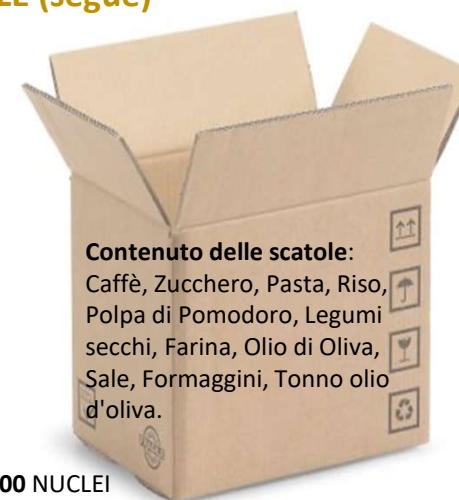 LE (segue)
Contenuto delle scatole:
Caffè, Zucchero, Pasta, Riso,
Polpa di Pomodoro, Legumi
secchi, Farina, Olio di Oliva,
Sale, Formaggini, Tonno olio
d'oliva.
00 NUCLEI